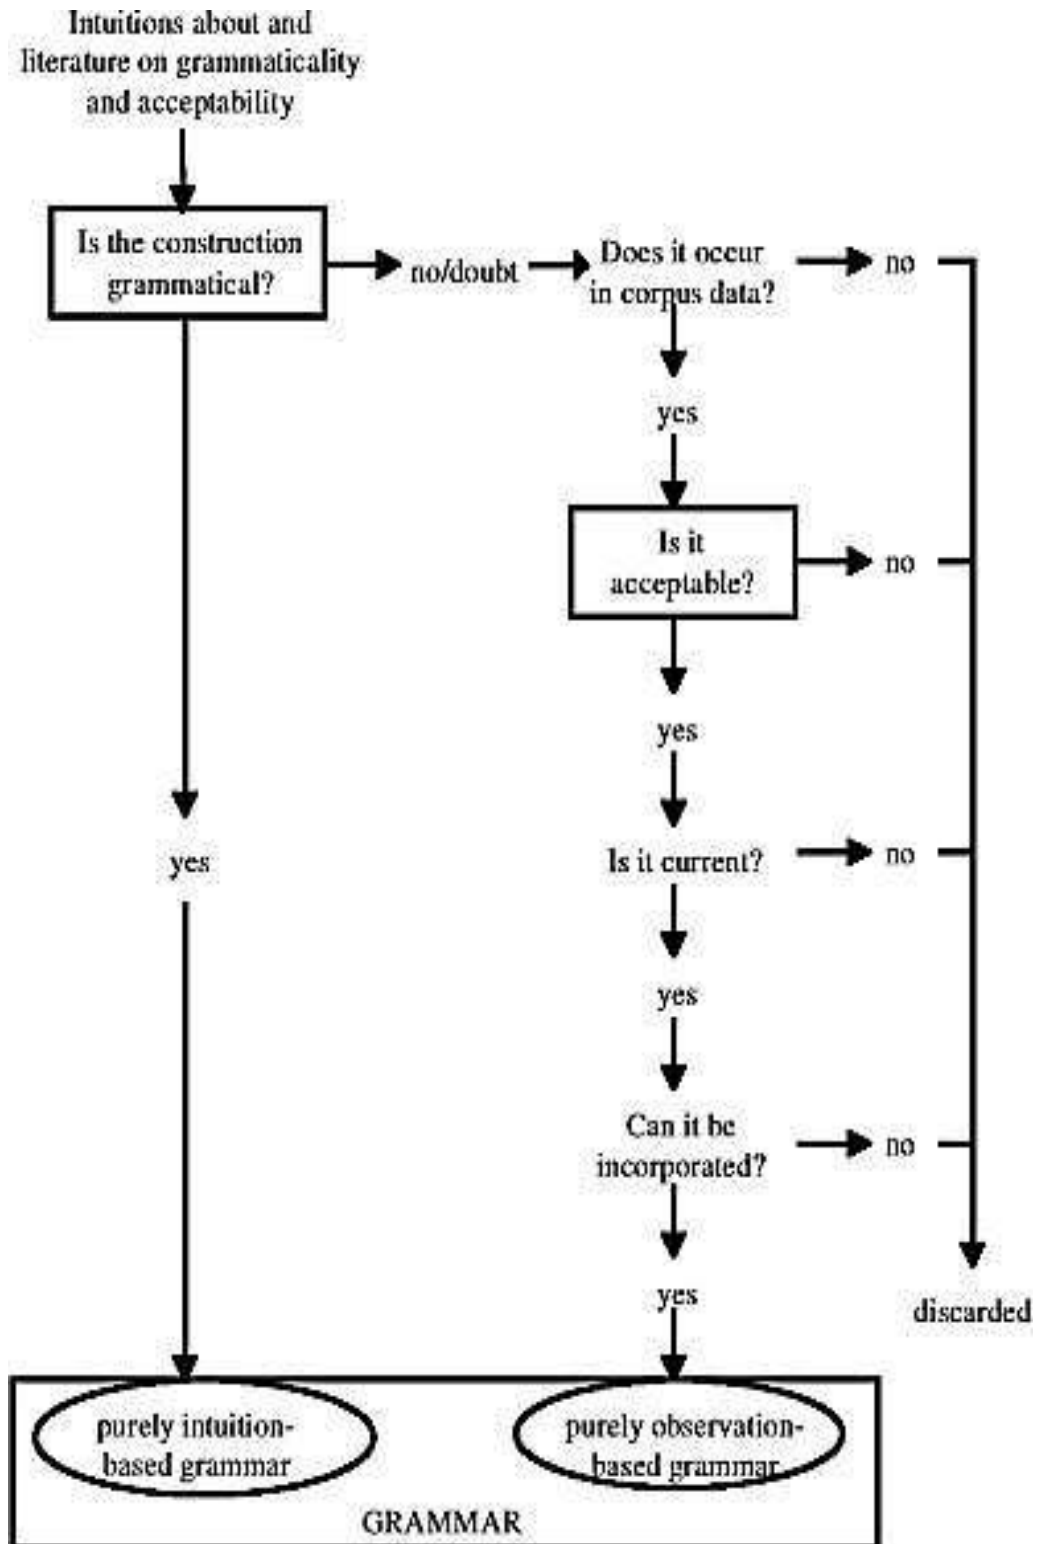 Intuitions about and
literature on grammaticality
and acceptability
Is the construction
grammatical?
no/doubt
Does it occur
in corpus data?
no
yes
Is it
acceptable?
no
yes
Is it current?
no
yes
yes
Can it be
incorporated?
no
yes
discarded
purely intuition-
based grammar
purely observation-
based grammar
GRAMMAR